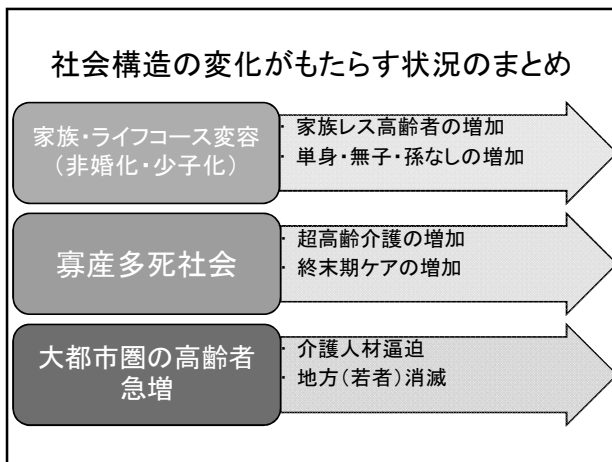 社会構造の変化がもたらす状況のまとめ
家族・ライフコース変容
(非婚化・少子化)
・ 家族レス高齢者の増加
・ 単身・無子・孫なしの増加
寡産多死社会
・ 超高齢介護の増加
・ 終末期ケアの増加
大都市圏の高齢者
急増
・ 介護人材逼迫
・ 地方(若者)消滅